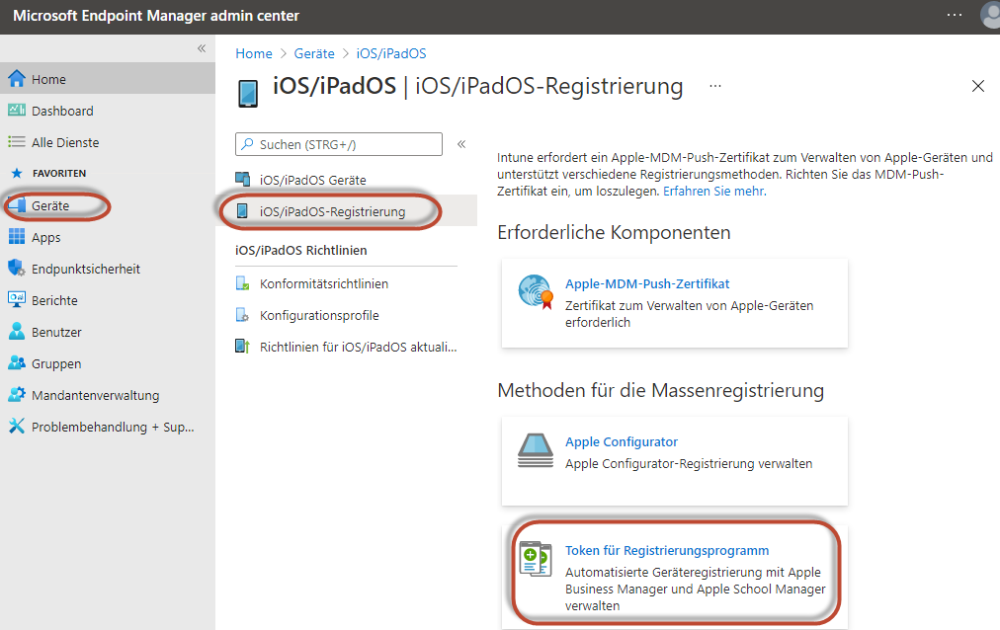 Microsoft Endpoint Manager admin center
Home
Dashboard
Alle Dienste
FAVORITEN
Geräte
Apps
Endpunktsicherheit
Berichte
Benutzer
Gruppen
Mandantenverwaltung
Problembehandlung + Sup...
Home > Geräte > iOS/iPadOS
iOS/iPadOS | iOS/iPadOS-Registrierung
Suchen (STRG+/)
iOS/iPadOS Geräte
iOS/iPadOS-Registrierung
iOS/iPadOS Richtlinien
Konformitätsrichtlinien
Konfigurationsprofile
Richtlinien für iOS/iPadOS aktuali...
Intune erfordert ein Apple-MDM-Push-Zertifikat zum Verwalten von Apple-Geräten und
unterstützt verschiedene Registrierungsmethoden. Richten Sie das MDM-Push-
Zertifikat ein, um loszulegen. Erfahren Sie mehr.
Erforderliche Komponenten
Apple-MDM-Push-Zertifikat
Zertifikat zum Verwalten von Apple-Geräten
erforderlich
Methoden für die Massenregistrierung
Apple Configurator
Apple Configurator-Registrierung verwalten
Token für Registrierungsprogramm
Automatisierte Geräteregistrierung mit Apple
Business Manager und Apple School Manager
verwalten